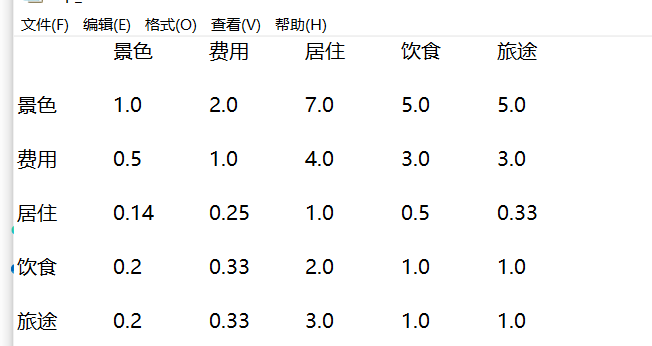 文件(F) 编辑(E) 格式(O) 查看(V) 帮助(H)
景色 费用 居住 饮食 旅途
景色 1.0 2.0 7.0 5.0 5.0
费用 0.5 1.0 4.0 3.0 3.0
居住 0.14 0.25 1.0 0.5 0.33
饮食 0.2 0.33 2.0 1.0 1.0
旅途 0.2 0.33 3.0 1.0 1.0